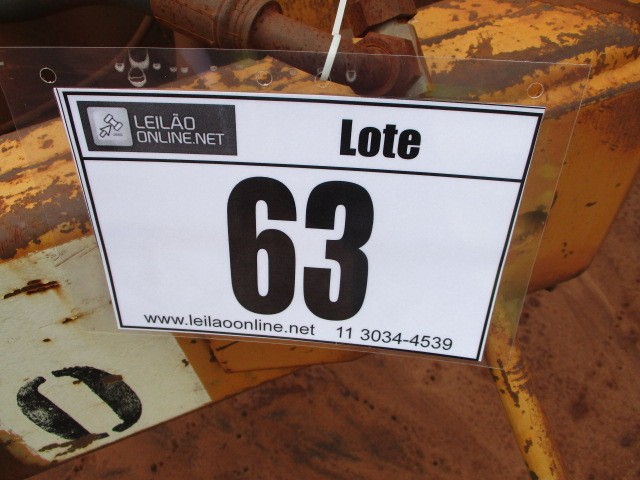 LEILÃO
ONLINE.NET
Lote
63
www.leilaoonline.net 11 3034-4539
0